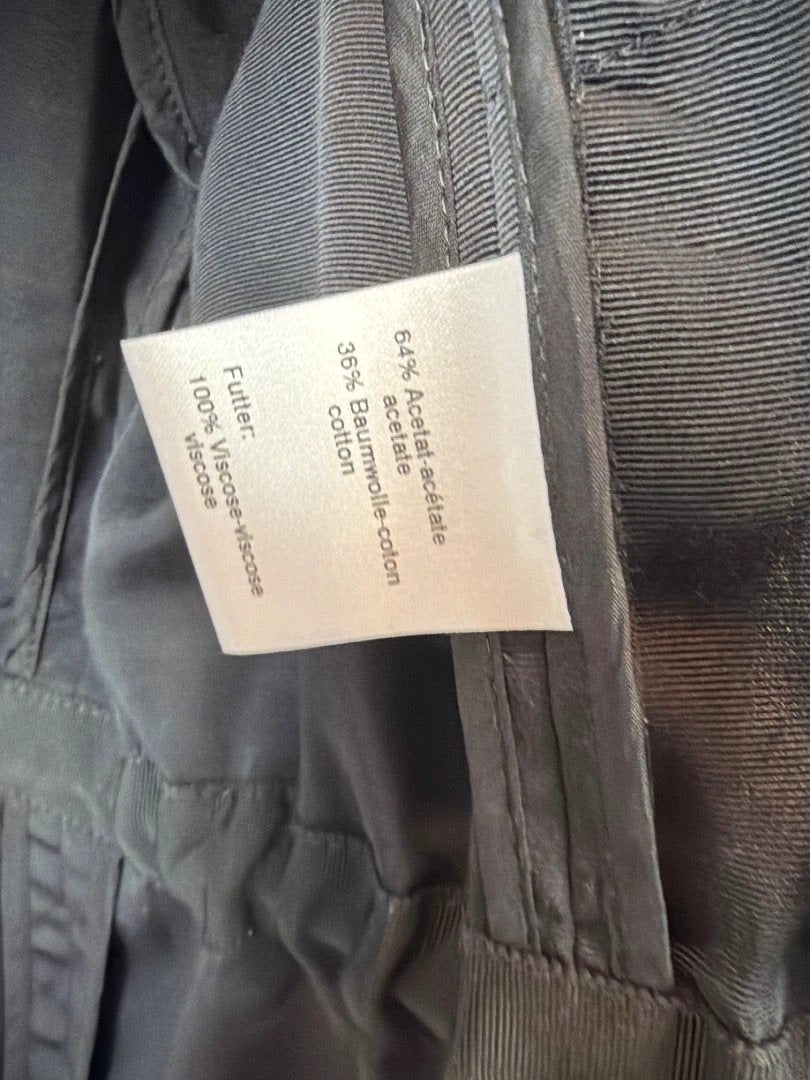 64% Acetat-acétate
acetate
36% Baumwolle-coton
cotton
Futter:
100% Viscose-viscose
viscose